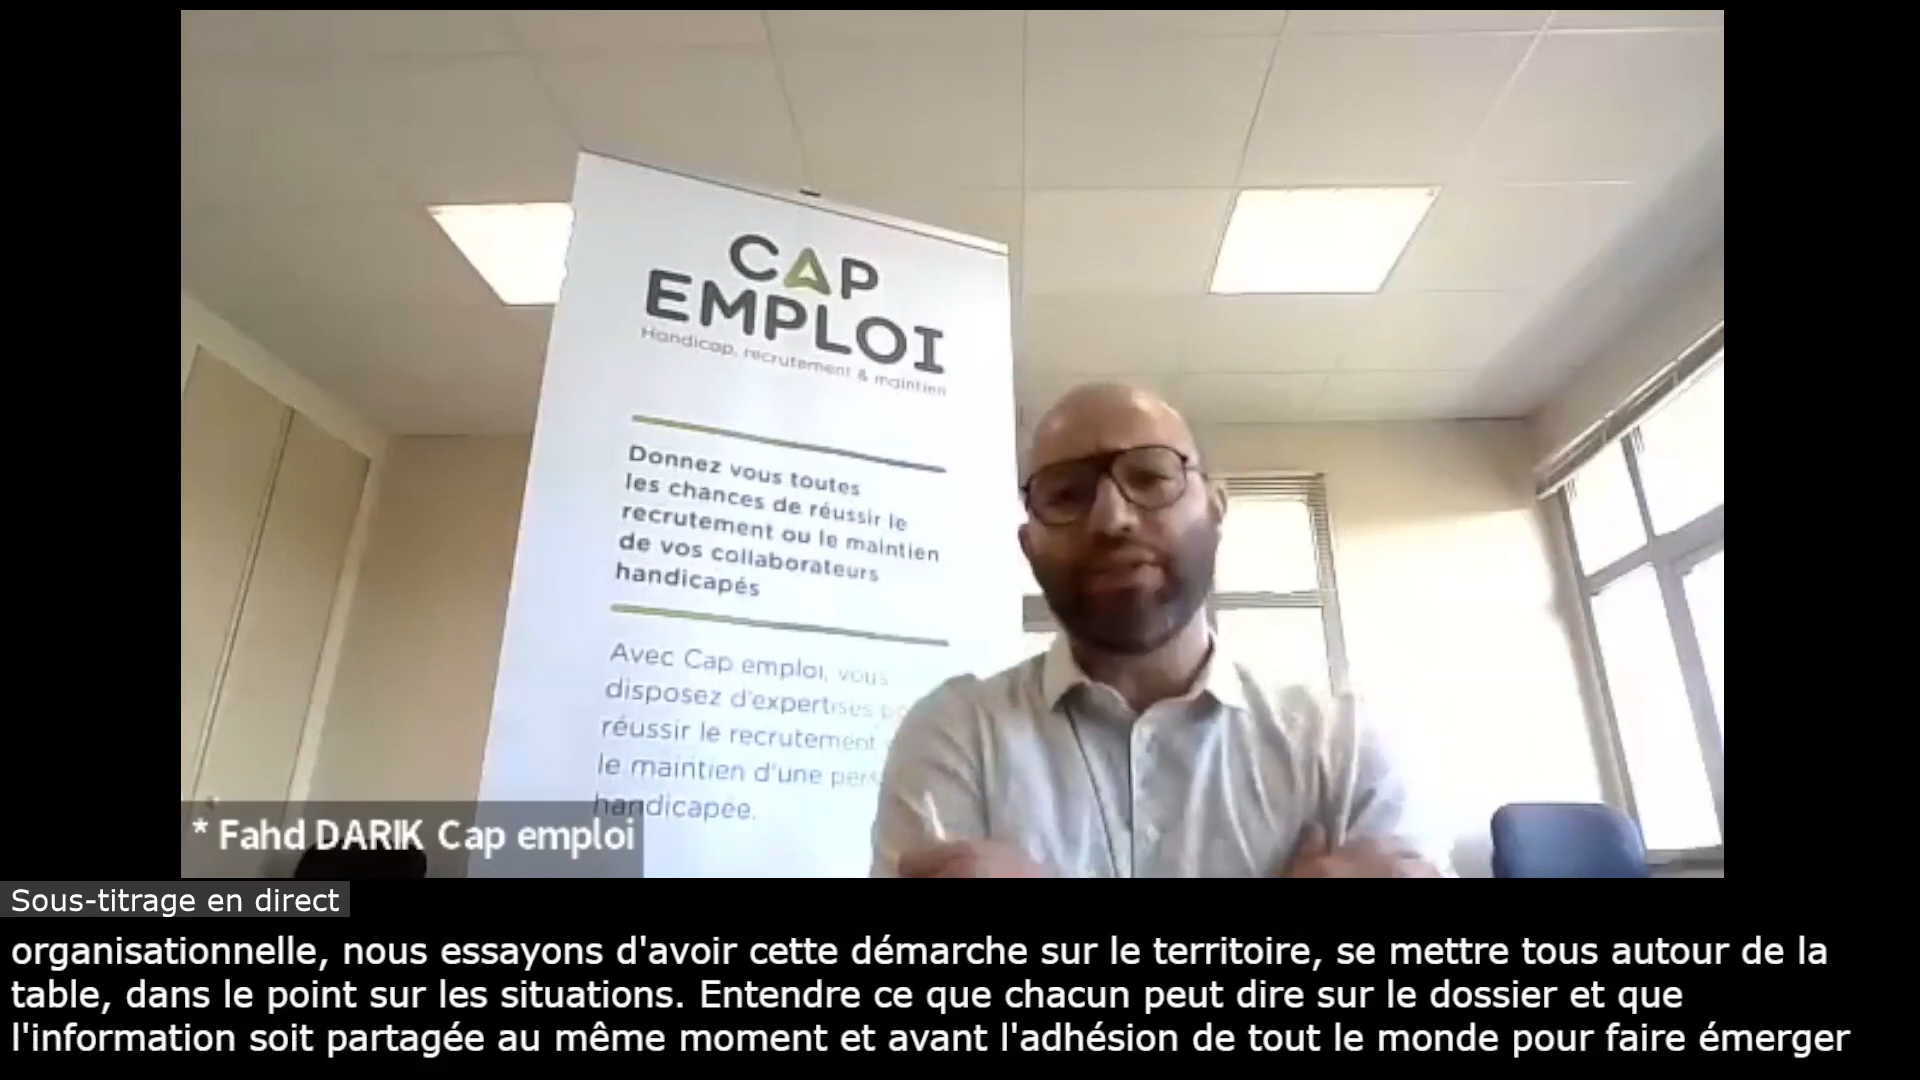 CAP
EMPLOI
Handicap, recrutement & maintien
Donnez vous toutes
les chances de réussir le
recrutement ou le maintien
de vos collaborateurs
handicapés
Avec Cap emploi, vous
disposez d'expertises
réussir le recrutement
le maintien d'une
handicapée.
* Fahd DARIK Cap emploi
Sous-titrage en direct
organisationnelle, nous essayons d'avoir cette démarche sur le territoire, se mettre tous autour de la
table, dans le point sur les situations. Entendre ce que chacun peut dire sur le dossier et que
l'information soit partagée au même moment et avant l'adhésion de tout le monde pour faire émerger